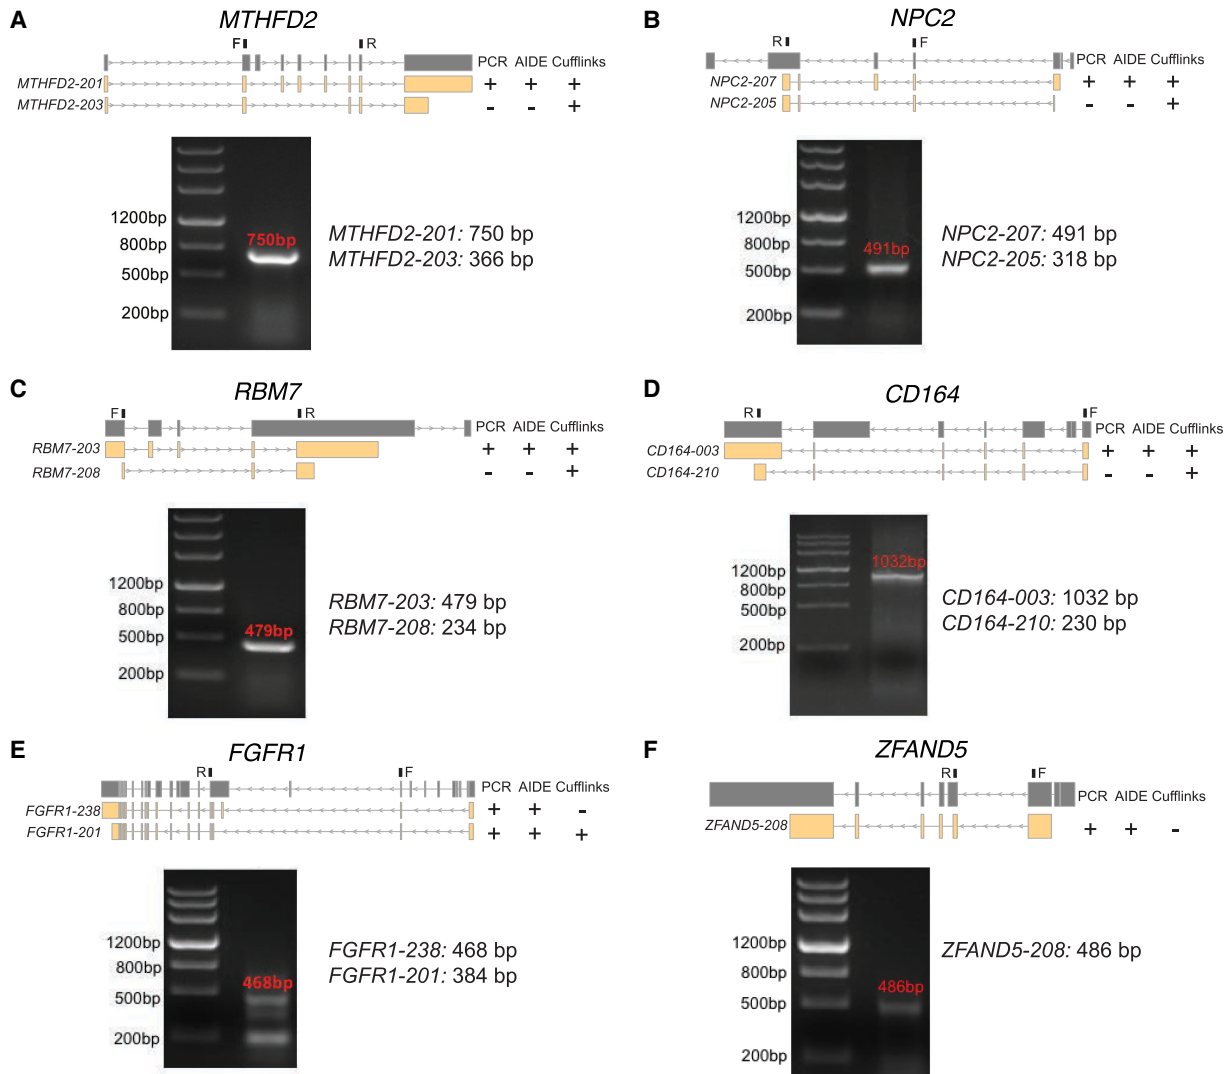 A
MTHFD2
F R
PCR AIDE Cufflinks
MTHFD2-201 + + +
MTHFD2-203 - - +
1200bp
800bp
500bp
200bp
750bp
MTHFD2-201: 750 bp
MTHFD2-203: 366 bp
B
NPC2
R F
PCR AIDE Cufflinks
NPC2-207 + + +
NPC2-205 - - +
1200bp
800bp
500bp
200bp
491bp
NPC2-207: 491 bp
NPC2-205: 318 bp
C
RBM7
F R
PCR AIDE Cufflinks
RBM7-203 + + +
RBM7-208 - - +
1200bp
800bp
500bp
200bp
479bp
RBM7-203: 479 bp
RBM7-208: 234 bp
D
CD164
R F
PCR AIDE Cufflinks
CD164-003 + + +
CD164-210 - - +
1200bp
800bp
500bp
200bp
1032bp
CD164-003: 1032 bp
CD164-210: 230 bp
E
FGFR1
R F
PCR AIDE Cufflinks
FGFR1-238 + + -
FGFR1-201 + + +
1200bp
800bp
500bp
200bp
468bp
FGFR1-238: 468 bp
FGFR1-201: 384 bp
F
ZFAND5
R F
PCR AIDE Cufflinks
ZFAND5-208 + + -
1200bp
800bp
500bp
200bp
486bp
ZFAND5-208: 486 bp